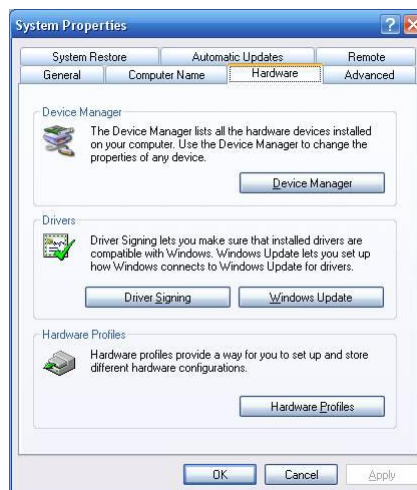 System Properties
System Restore Automatic Updates Remote
General Computer Name Hardware Advanced
Device Manager
The Device Manager lists all the hardware devices installed
on your computer. Use the Device Manager to change the
properties of any device.
Device Manager
Drivers
Driver Signing lets you make sure that installed drivers are
compatible with Windows. Windows Update lets you set up
how Windows connects to Windows Update for drivers.
Driver Signing Windows Update
Hardware Profiles
Hardware profiles provide a way for you to set up and store
different hardware configurations.
Hardware Profiles
OK Cancel Apply